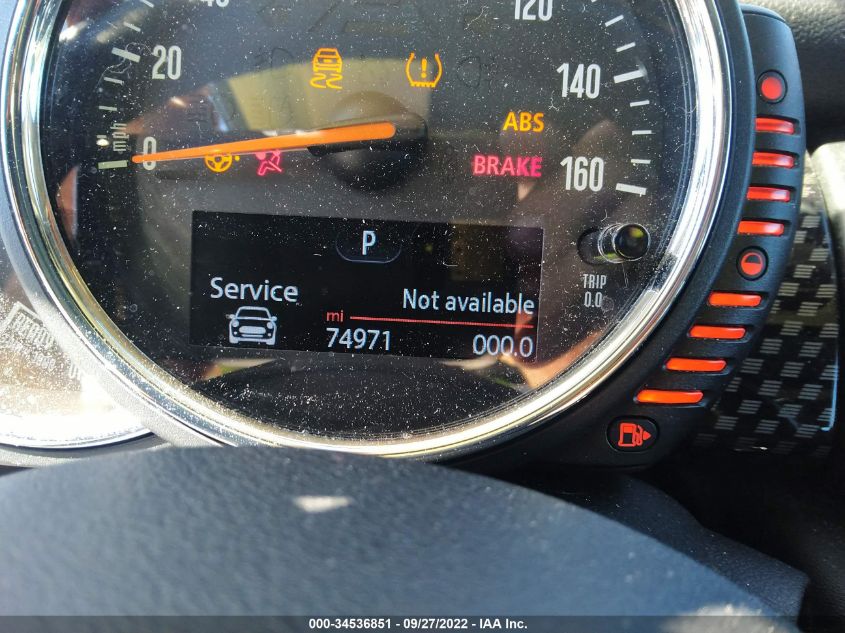 120
20
140
mph
0
ABS
BRAKE
160
P
TRIP
0.0
Service
Not available
mi
74971
000.0
000-34536851 - 09/27/2022 - IAA Inc.